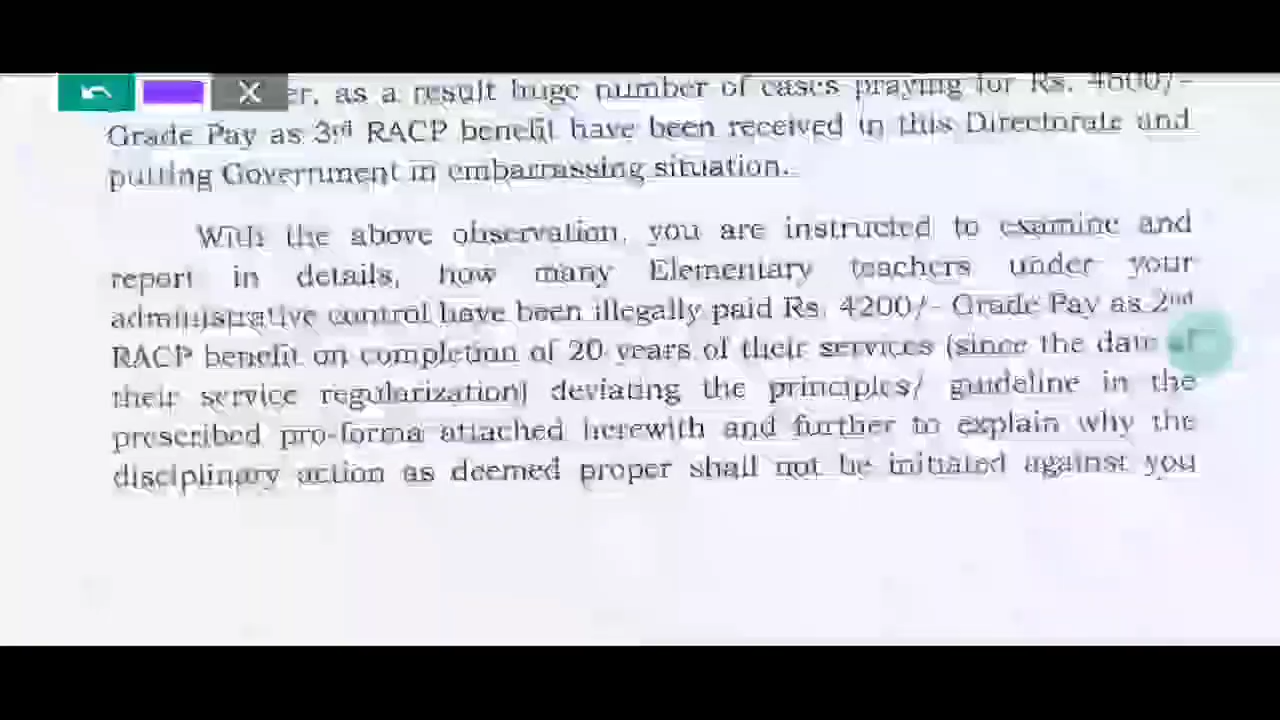 er, as a result huge number of cases praying for Rs. 4600/-
Grade Pay as 3rd RACP benefit have been received in this Directorate and
putting Government in embarrassing situation.
With the above observation, you are instructed to examine and
report in details, how many Elementary teachers under your
administrative control have been illegally paid Rs. 4200/- Grade Pay as 2nd
RACP benefit on completion of 20 years of their services (since the date of
their service regularization) deviating the principles/ guideline in the
prescribed pro-forma attached herewith and further to explain why the
disciplinary action as deemed proper shall not be initiated against you